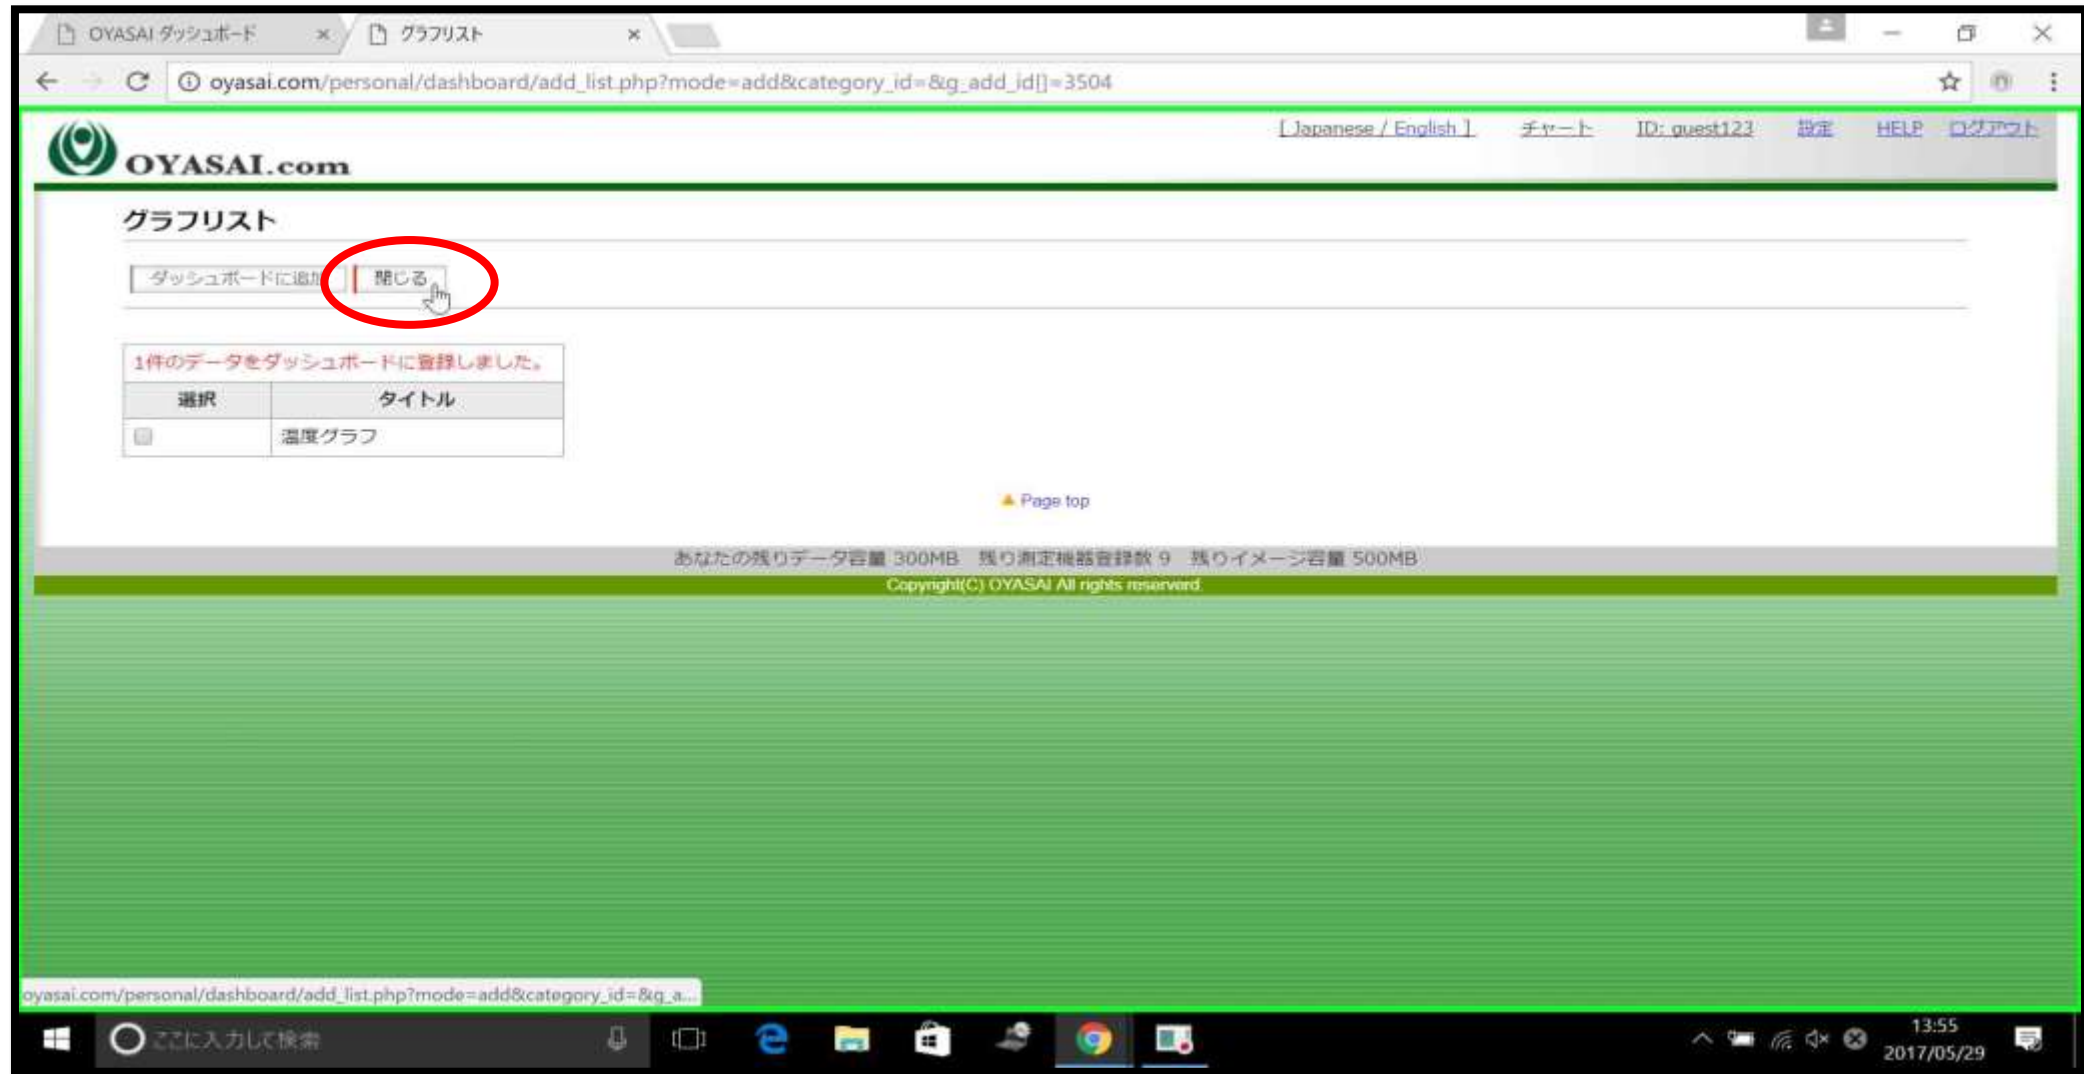 OYASAI ダッシュボード
グラフリスト
oyasai.com/personal/dashboard/add_list.php?mode=add&category_id=&g_add_id[]=3504
OYASAI.com
[ Japanese / English ] チャート ID: guest123 設定 HELP ログアウト
グラフリスト
ダッシュボードに追加 閉じる
1件のデータをダッシュボードに登録しました。
選択 タイトル
温度グラフ
Page top
あなたの残りデータ容量 300MB 残り測定機器登録数 9 残りイメージ容量 500MB
Copyright(C) OYASAI All rights reserverd.
oyasai.com/personal/dashboard/add_list.php?mode=add&category_id=&g_a...
ここに入力して検索
13:55
2017/05/29